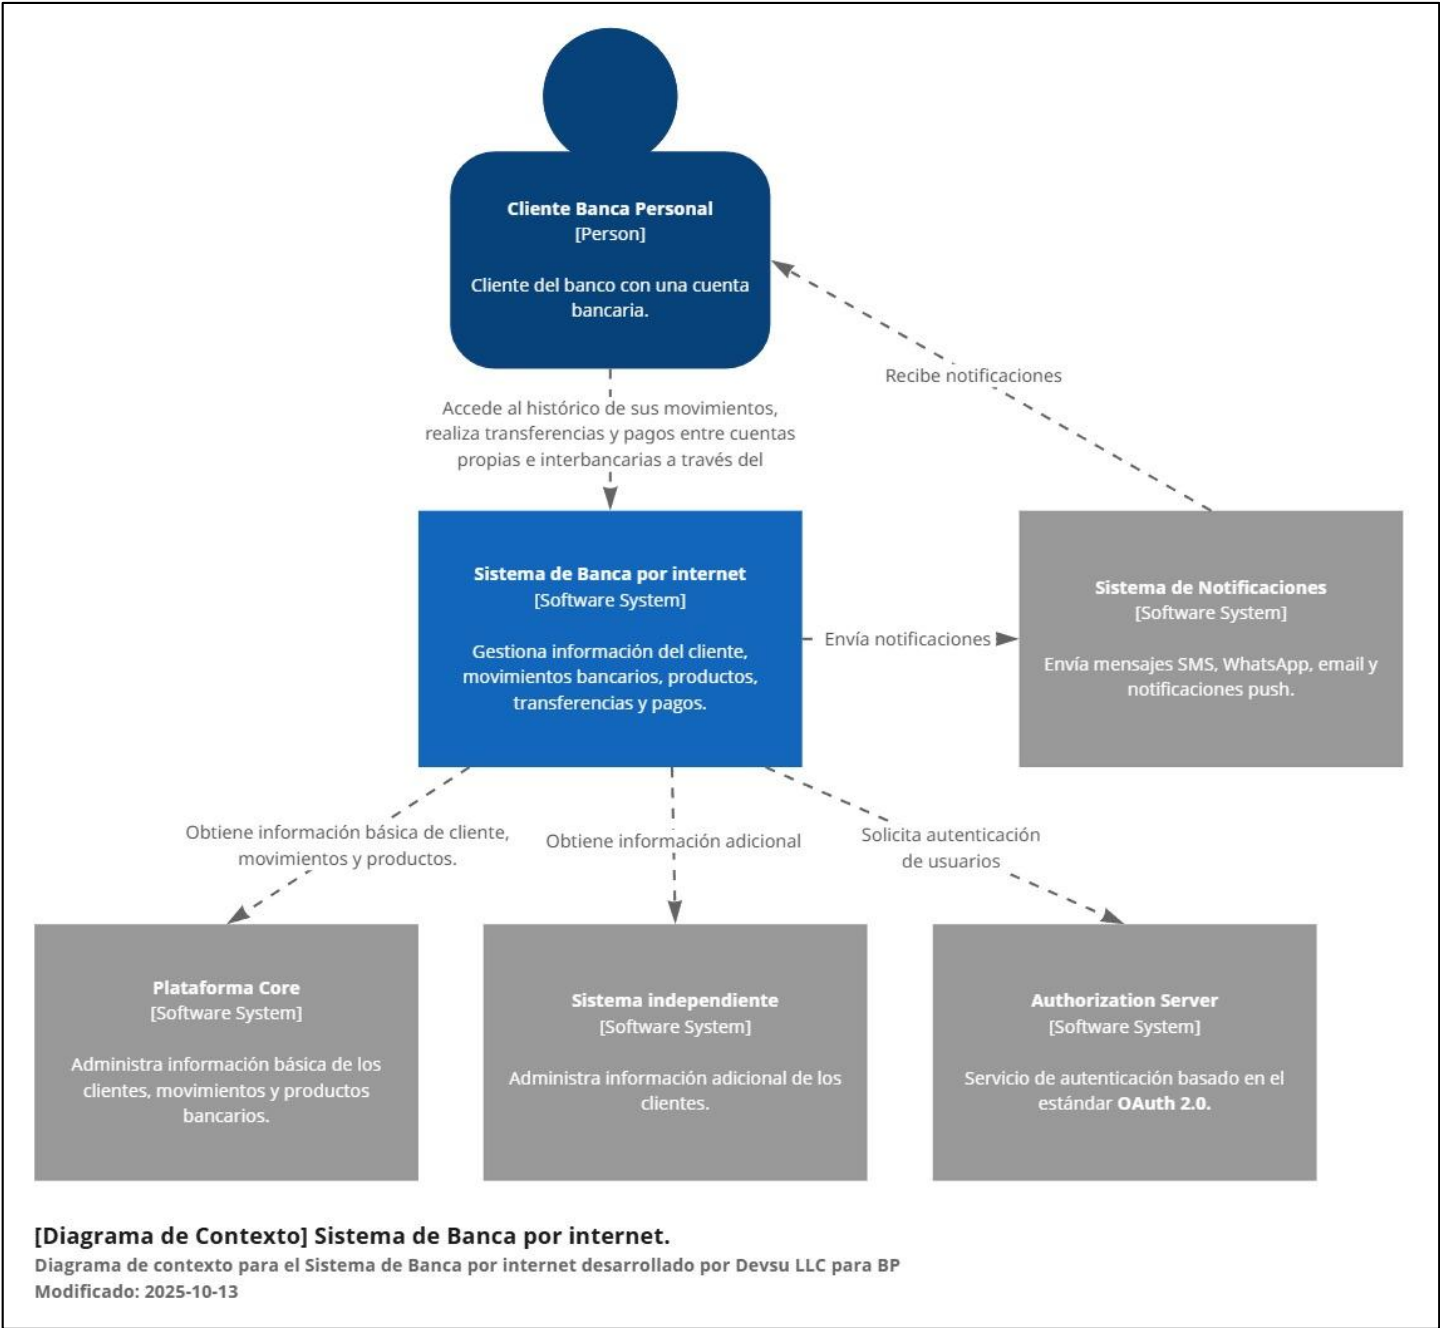 Cliente Banca Personal
[Person]
Cliente del banco con una cuenta
bancaria.
Recibe notificaciones
Accede al histórico de sus movimientos,
realiza transferencias y pagos entre cuentas
propias e interbancarias a través del
Sistema de Banca por internet
[Software System]
Gestiona información del cliente,
movimientos bancarios, productos,
transferencias y pagos.
Envía notificaciones
Sistema de Notificaciones
[Software System]
Envía mensajes SMS, WhatsApp, email y
notificaciones push.
Obtiene información básica de cliente,
movimientos y productos.
Obtiene información adicional
Solicita autenticación
de usuarios
Plataforma Core
[Software System]
Administra información básica de los
clientes, movimientos y productos
bancarios.
Sistema independiente
[Software System]
Administra información adicional de los
clientes.
Authorization Server
[Software System]
Servicio de autenticación basado en el
estándar OAuth 2.0.
[Diagrama de Contexto] Sistema de Banca por internet.
Diagrama de contexto para el Sistema de Banca por internet desarrollado por Devsu LLC para BP
Modificado: 2025-10-13